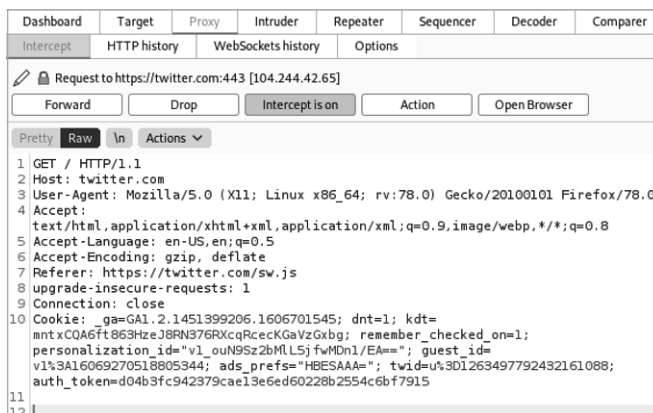 Dashboard Target Proxy Intruder Repeater Sequencer Decoder Comparer
Intercept HTTP history WebSockets history Options
Request to https://twitter.com:443 [104.244.42.65]
Forward Drop Intercept is on Action Open Browser
Pretty Raw \n Actions
1 GET / HTTP/1.1
2 Host: twitter.com
3 User-Agent: Mozilla/5.0 (X11; Linux x86_64; rv:78.0) Gecko/20100101 Firefox/78.0
4 Accept:
text/html,application/xhtml+xml,application/xml;q=0.9,image/webp,*/*;q=0.8
5 Accept-Language: en-US,en;q=0.5
6 Accept-Encoding: gzip, deflate
7 Referer: https://twitter.com/sw.js
8 upgrade-insecure-requests: 1
9 Connection: close
10 Cookie: _ga=GA1.2.1451399206.1606701545; dnt=1; kdt=
mntxCQA6ft863HzeJ8RN376RXcqRcecKGaVzGxbg; remember_checked_on=1;
personalization_id="v1_ouN9Sz2bMlL5jfwMDn1/EA=="; guest_id=
v1%3A160692705188053​44; ads_prefs="HBESAAA="; twid=u%3D1263497792432161088;
auth_token=d04b3fc942379cae13e6ed60228b2554c6bf7915
11
12